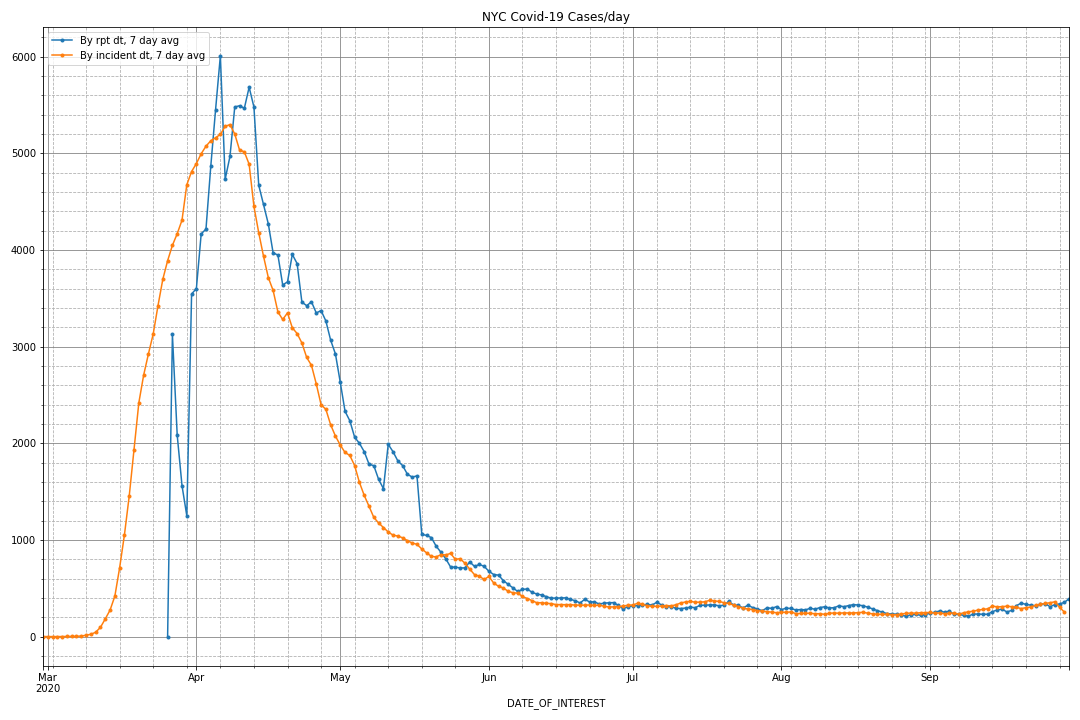 NYC Covid-19 Cases/day
By rpt dt, 7 day avg
By incident dt, 7 day avg
6000
5000
4000
3000
2000
1000
0
Mar Apr May Jun Jul Aug Sep
2020
DATE_OF_INTEREST